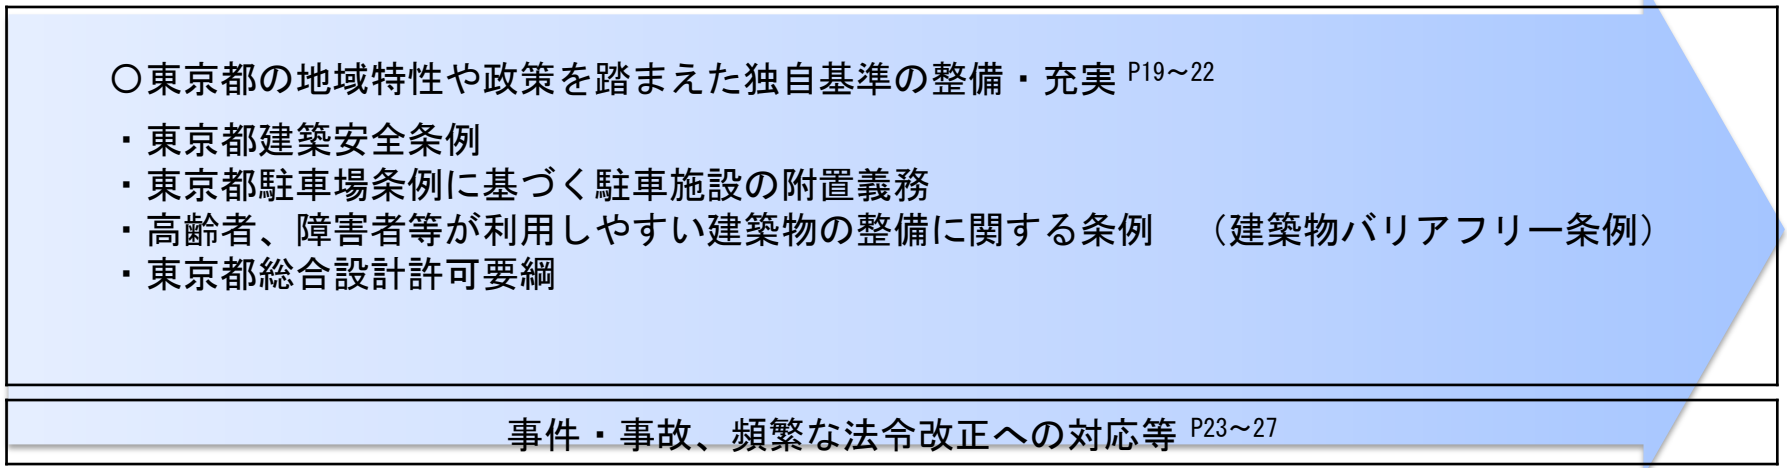 〇東京都の地域特性や政策を踏まえた独自基準の整備・充実 P19～22
・東京都建築安全条例
・東京都駐車場条例に基づく駐車施設の附置義務
・高齢者、障害者等が利用しやすい建築物の整備に関する条例　（建築物バリアフリー条例）
・東京都総合設計許可要綱
事件・事故、頻繁な法令改正への対応等 P23～27